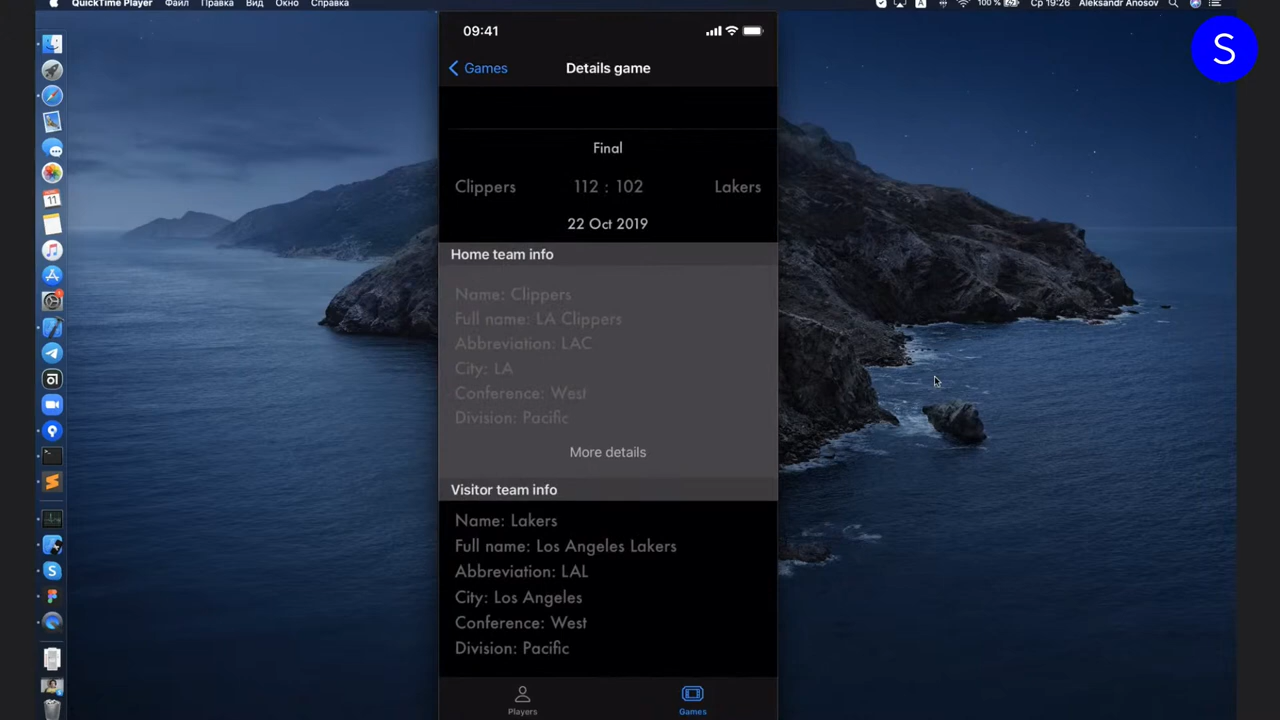 QuickTime Player Файл Правка Вид Окно Справка
100 % Ср 19:26 Aleksandr Anosov
S
09:41
Games
Details game
Final
Clippers 112 : 102 Lakers
22 Oct 2019
Home team info
Name: Clippers
Full name: LA Clippers
Abbreviation: LAC
City: LA
Conference: West
Division: Pacific
More details
Visitor team info
Name: Lakers
Full name: Los Angeles Lakers
Abbreviation: LAL
City: Los Angeles
Conference: West
Division: Pacific
Players
Games